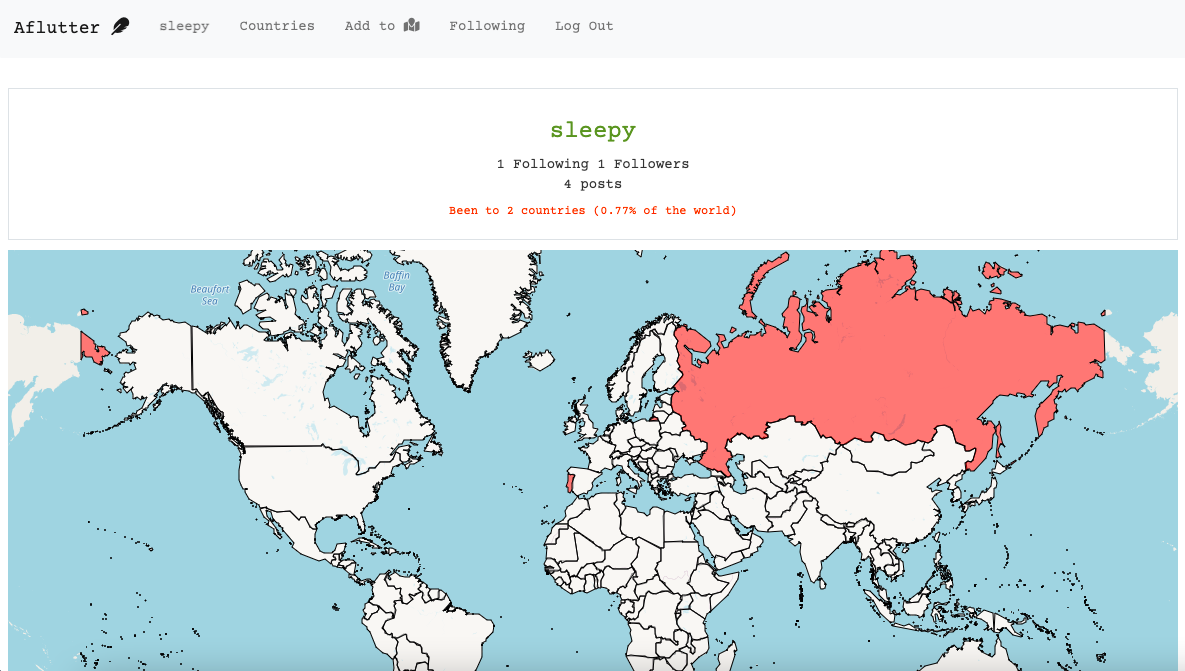 Aflutter sleepy Countries Add to Following Log Out
sleepy
1 Following 1 Followers
4 posts
Been to 2 countries (0.77% of the world)
Baffin
Bay
Beaufort
Sea